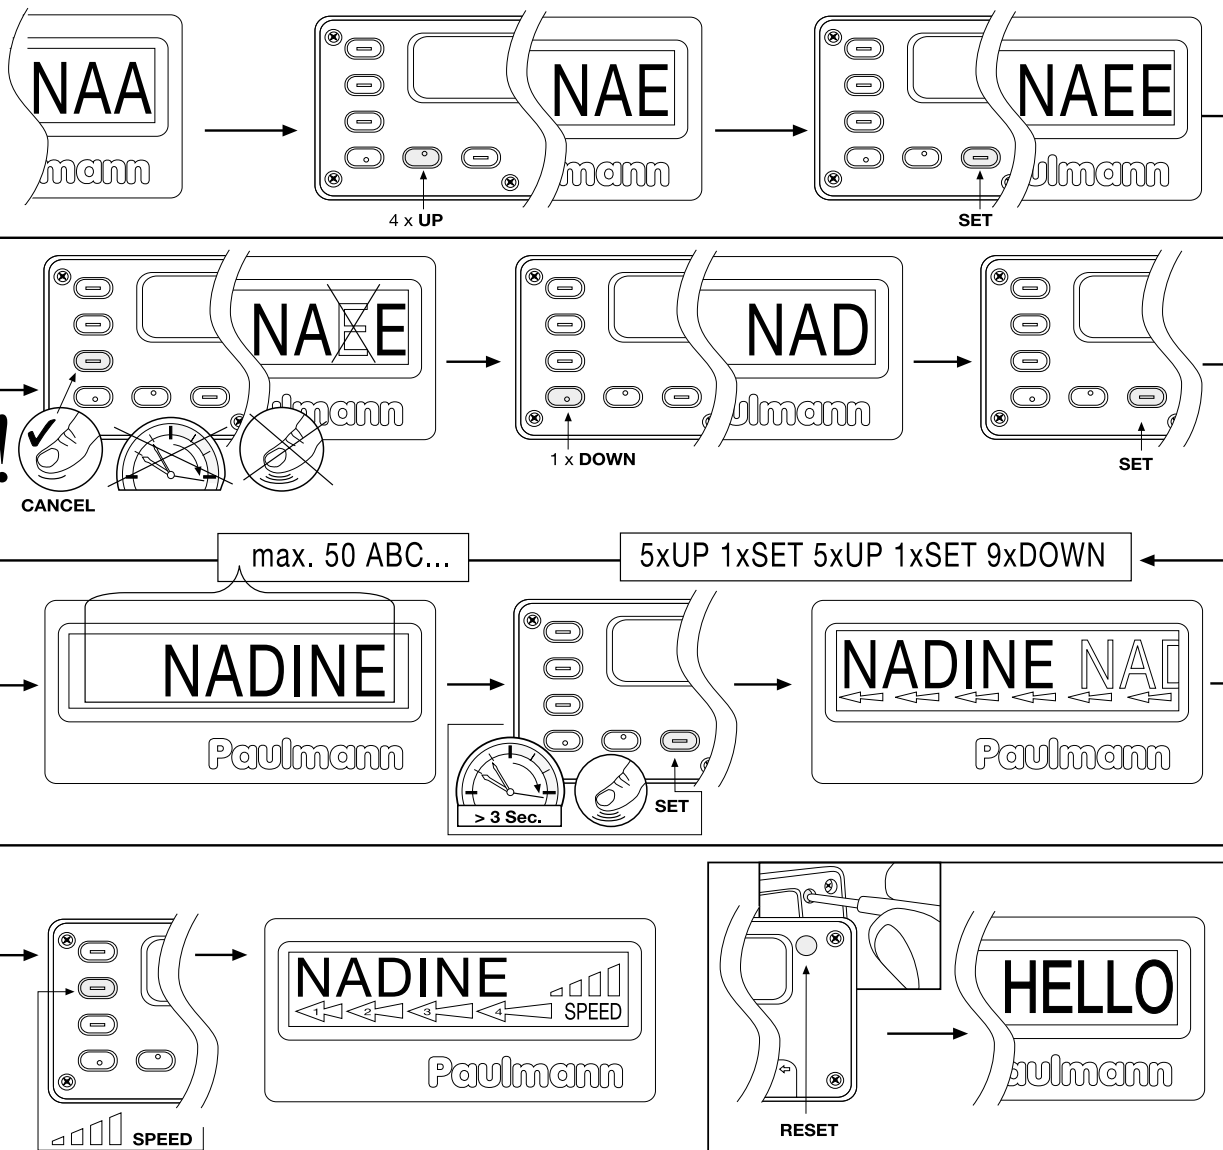 NAA
mann
NAE
mann
4 x UP
NAEE
ulmann
SET
NAEE
lmann
!
CANCEL
NAD
ulmann
1 x DOWN
SET
max. 50 ABC...
5xUP 1xSET 5xUP 1xSET 9xDOWN
NADINE
Paulmann
> 3 Sec.
SET
NADINE NAD
Paulmann
SPEED
NADINE
1 2 3 4
SPEED
Paulmann
RESET
HELLO
aulmann